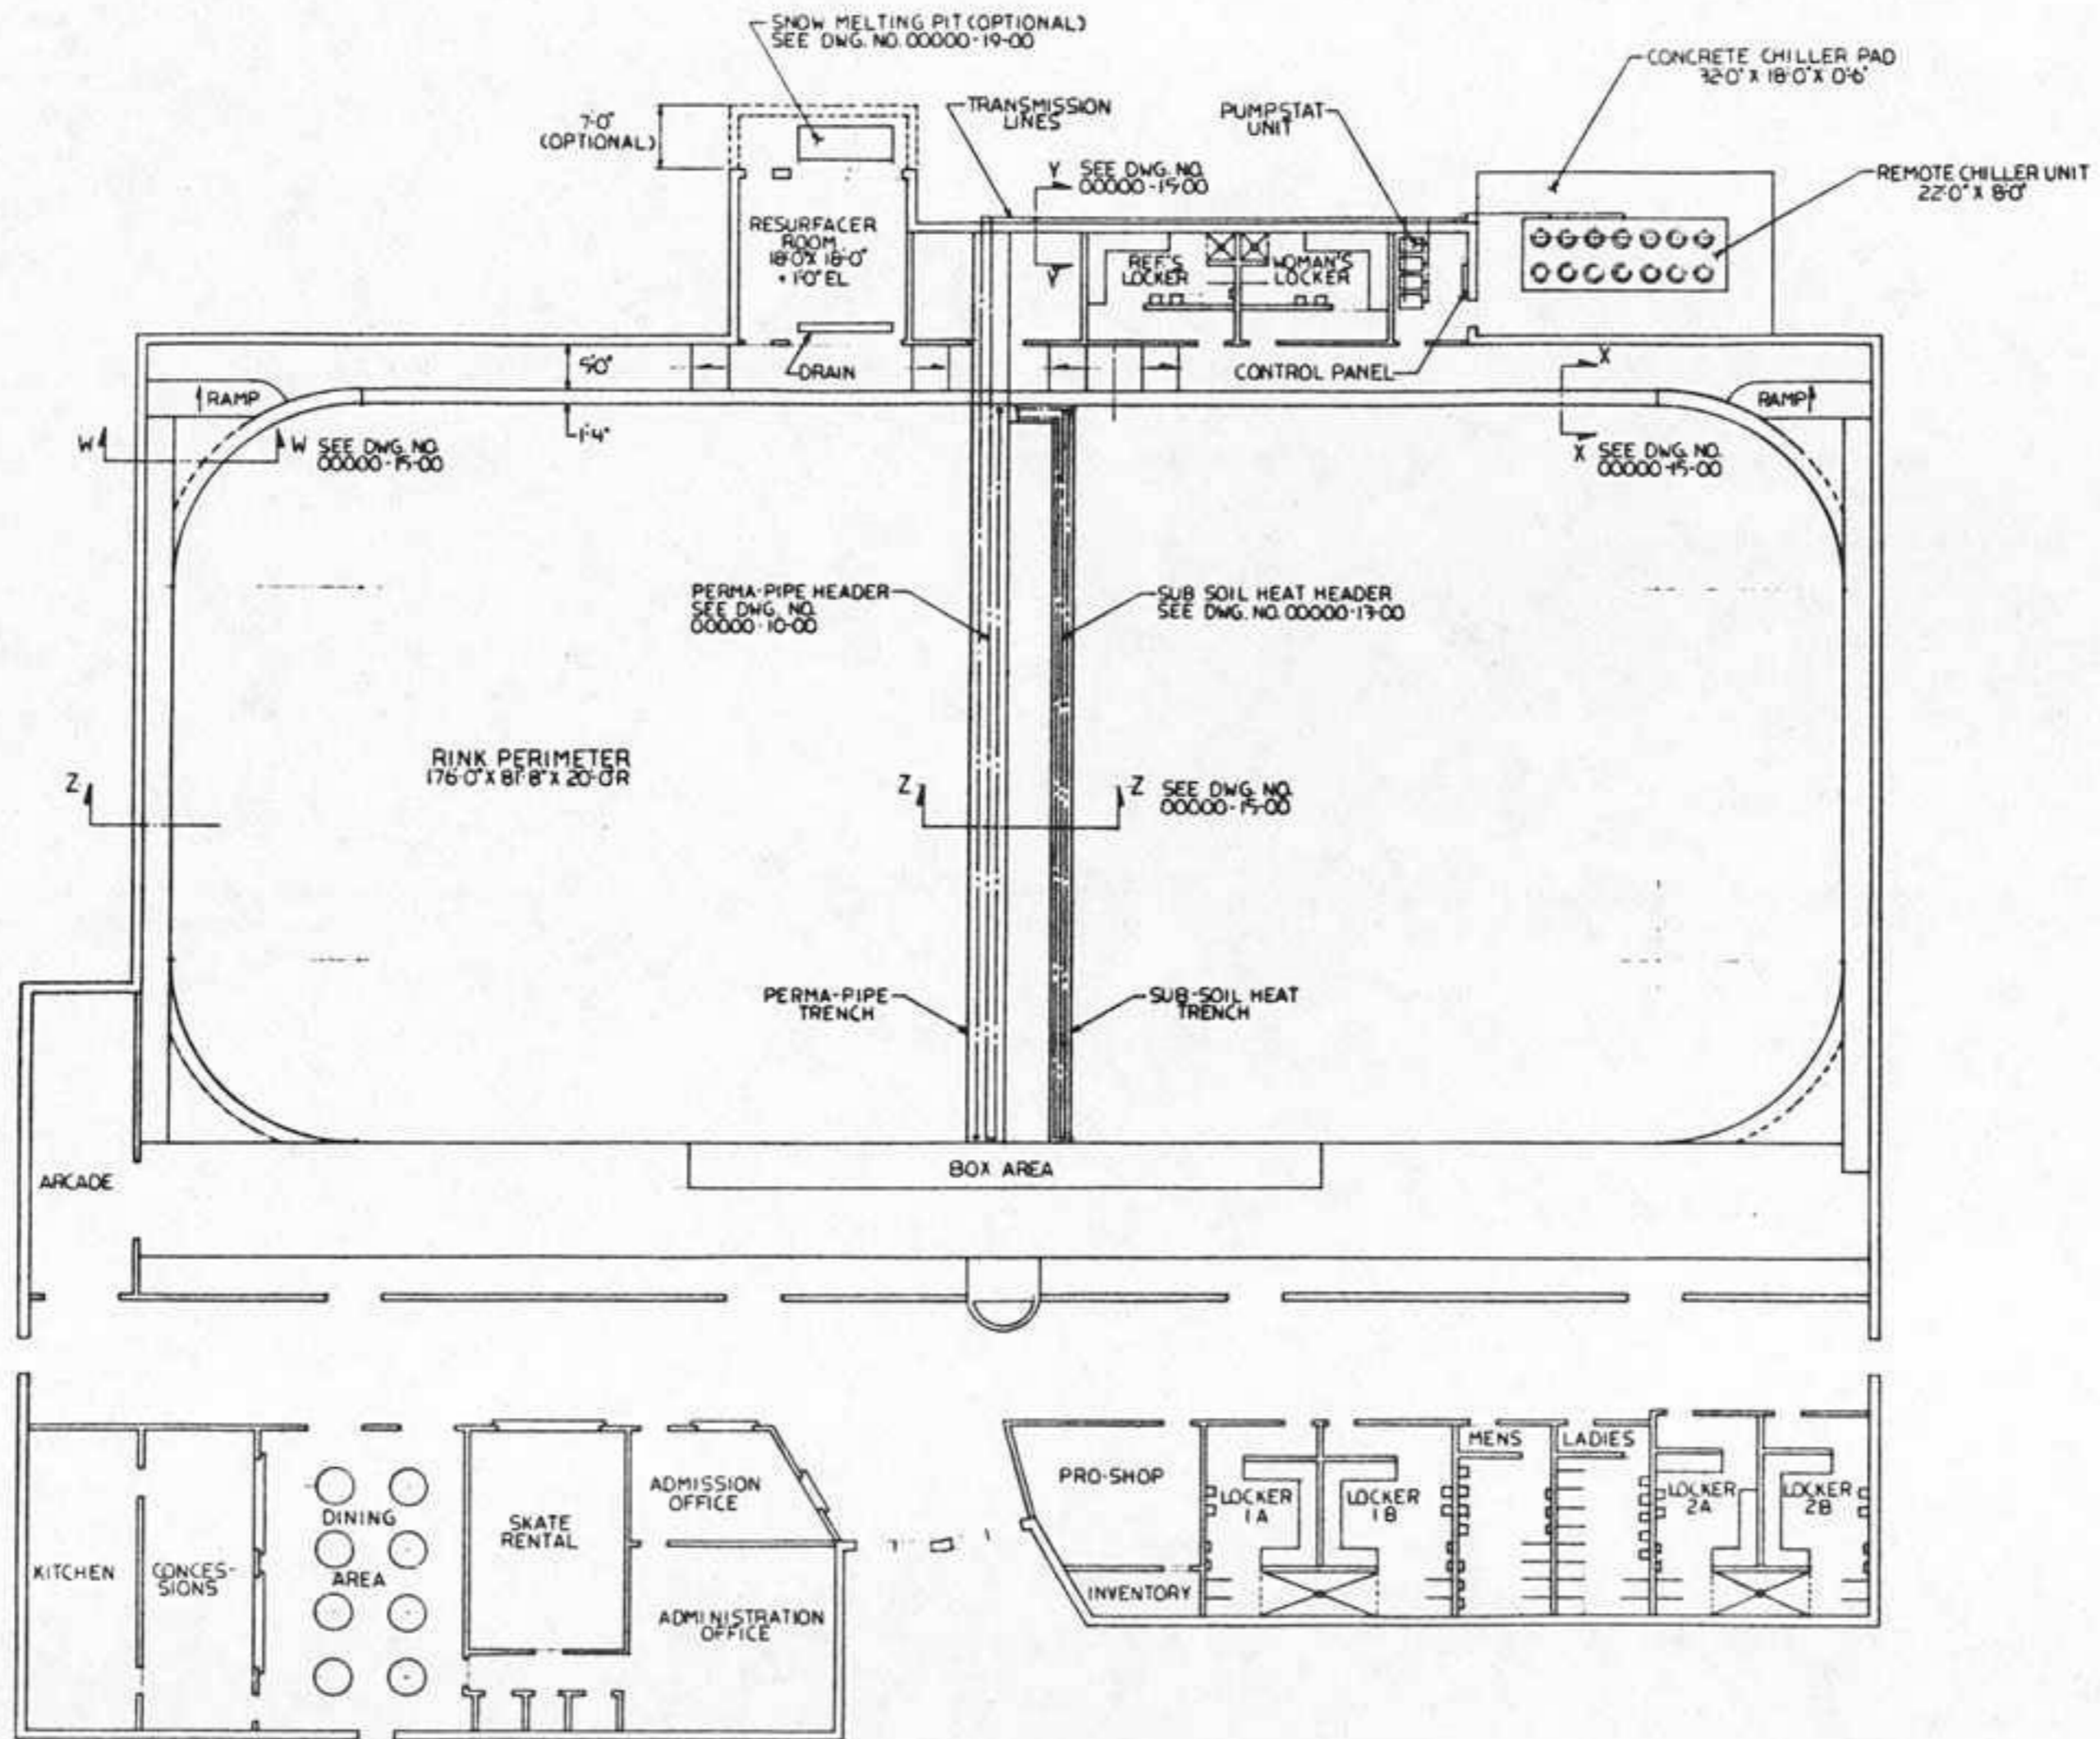 SNOW MELTING PIT (OPTIONAL)
SEE DWG. NO. 00000-19-00
CONCRETE CHILLER PAD
32'-0" X 18'-0" X 0'-6"
7'-0"
(OPTIONAL)
TRANSMISSION
LINES
PUMPSTAT
UNIT
Y SEE DWG. NO.
00000-15-00
REMOTE CHILLER UNIT
22'-0" X 8'-0"
RESURFACER
ROOM
18'-0" X 18'-0"
+ 1'-0" EL
Y
REF.'S
LOCKER
WOMAN'S
LOCKER
5'-0"
DRAIN
CONTROL PANEL
X
RAMP
RAMP
1'-4"
W
W SEE DWG. NO.
00000-15-00
X SEE DWG. NO.
00000-15-00
PERMA-PIPE HEADER
SEE DWG. NO.
00000-10-00
SUB SOIL HEAT HEADER
SEE DWG. NO. 00000-13-00
RINK PERIMETER
176'-0" X 81'-8" X 20'-0"R
Z
Z
Z SEE DWG. NO.
00000-15-00
PERMA-PIPE
TRENCH
SUB-SOIL HEAT
TRENCH
BOX AREA
ARCADE
KITCHEN
CONCES-
SIONS
DINING
AREA
SKATE
RENTAL
ADMISSION
OFFICE
ADMINISTRATION
OFFICE
PRO-SHOP
INVENTORY
LOCKER
1A
LOCKER
1B
MENS
LADIES
LOCKER
2A
LOCKER
2B